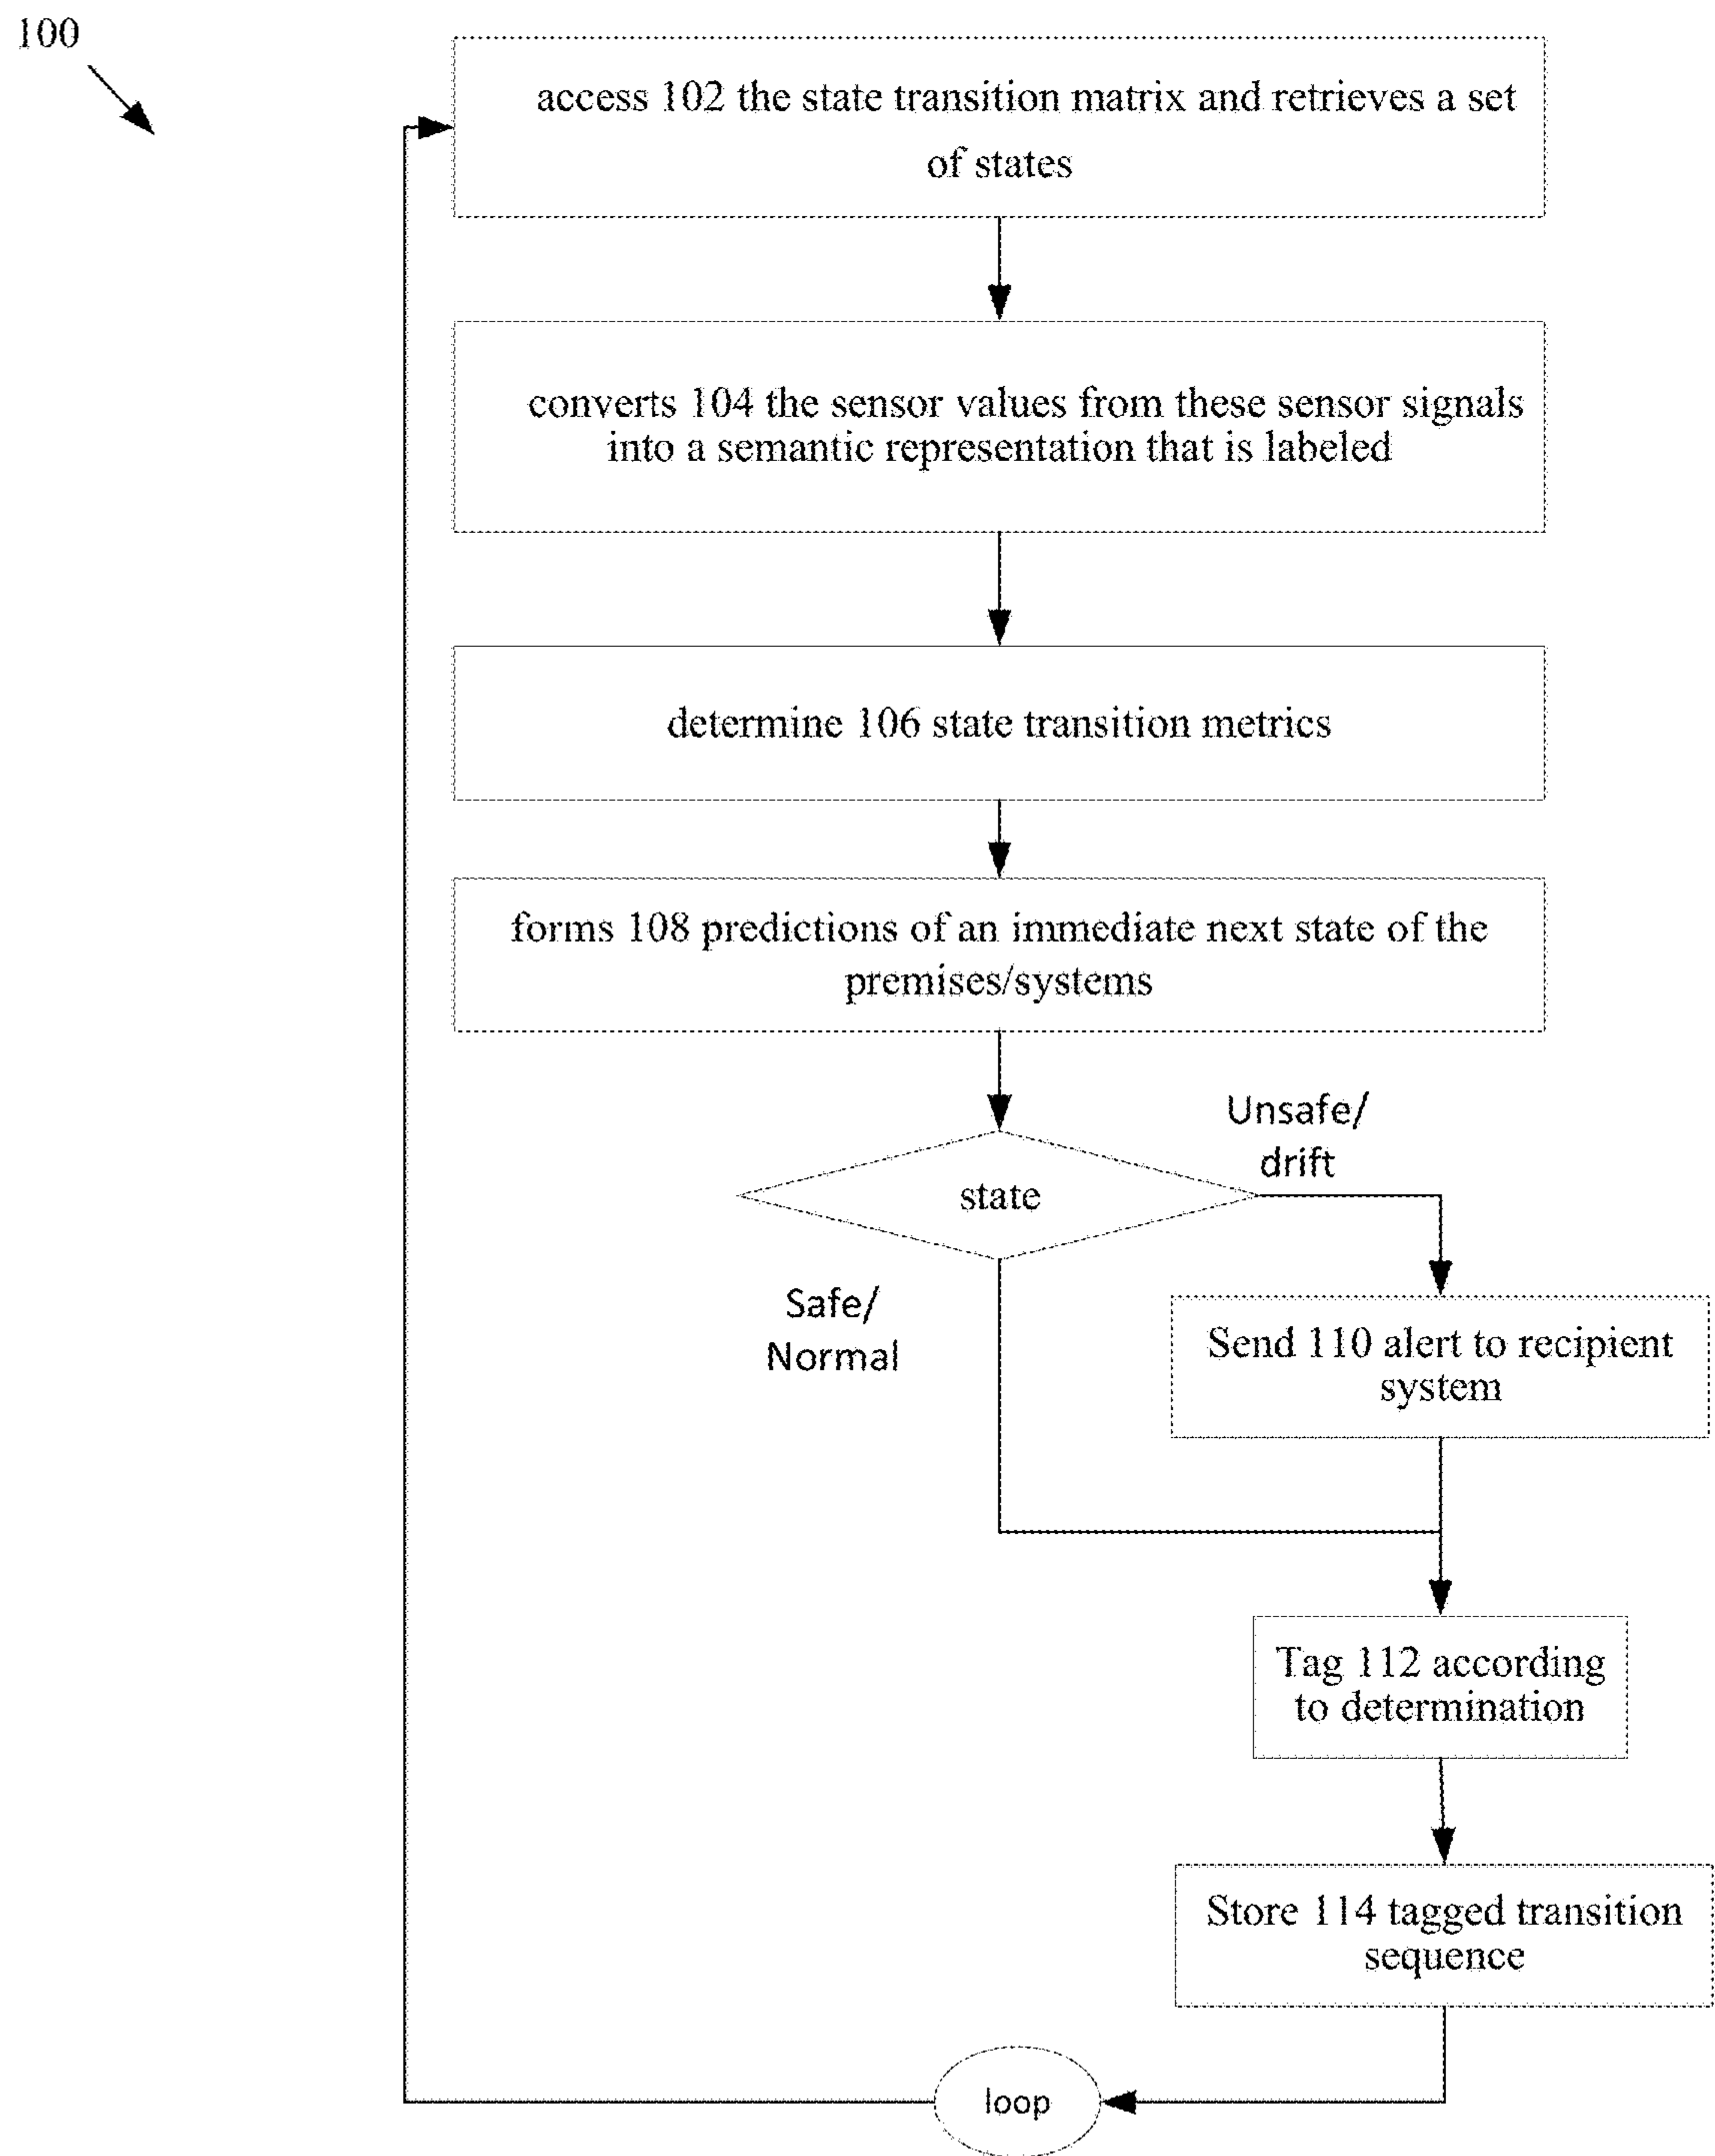 100
access 102 the state transition matrix and retrieves a set
of states
converts 104 the sensor values from these sensor signals
into a semantic representation that is labeled
determine 106 state transition metrics
forms 108 predictions of an immediate next state of the
premises/systems
Unsafe/
drift
state
Safe/
Normal
Send 110 alert to recipient
system
Tag 112 according
to determination
Store 114 tagged transition
sequence
loop